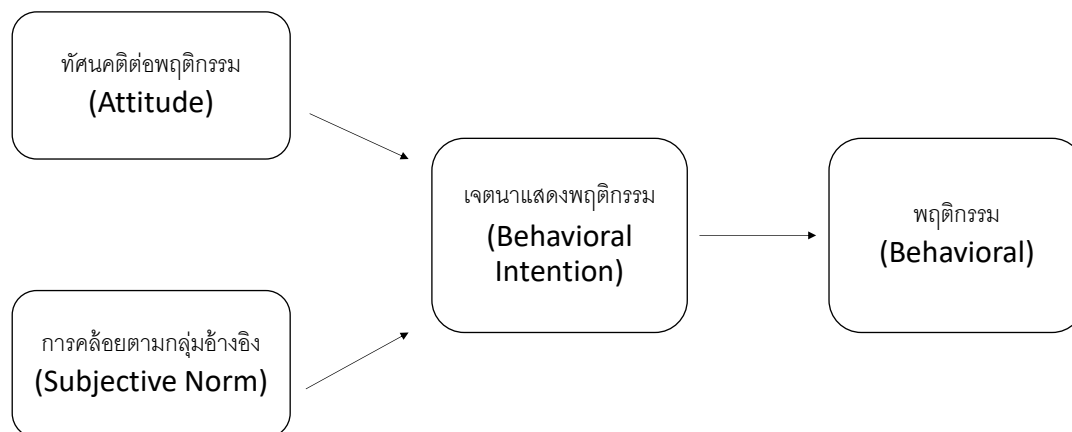 ทัศนคติต่อพฤติกรรม
(Attitude)
การคล้อยตามกลุ่มอ้างอิง
(Subjective Norm)
เจตนาแสดงพฤติกรรม
(Behavioral
Intention)
พฤติกรรม
(Behavioral)